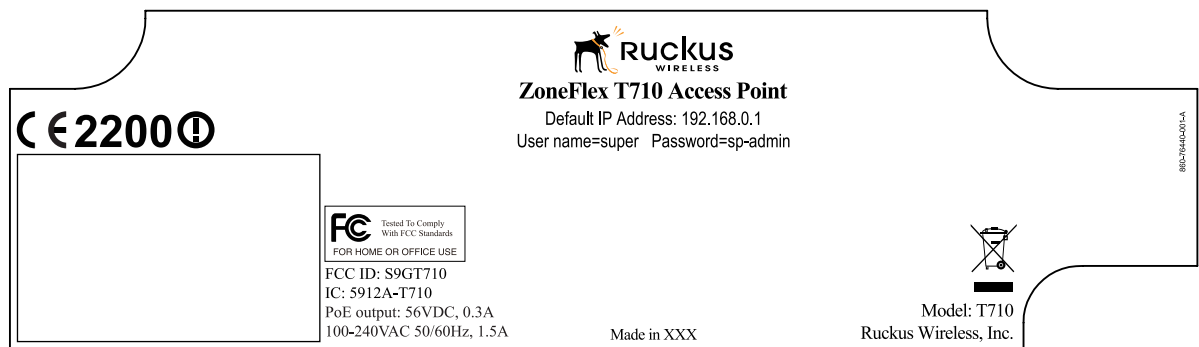 RUCKUS
WIRELESS
ZoneFlex T710 Access Point
Default IP Address: 192.168.0.1
User name=super Password=sp-admin
CE2200
860-76440-001-A
FC Tested To Comply
With FCC Standards
FOR HOME OR OFFICE USE
FCC ID: S9GT710
IC: 5912A-T710
PoE output: 56VDC, 0.3A
100-240VAC 50/60Hz, 1.5A
Made in XXX
Model: T710
Ruckus Wireless, Inc.